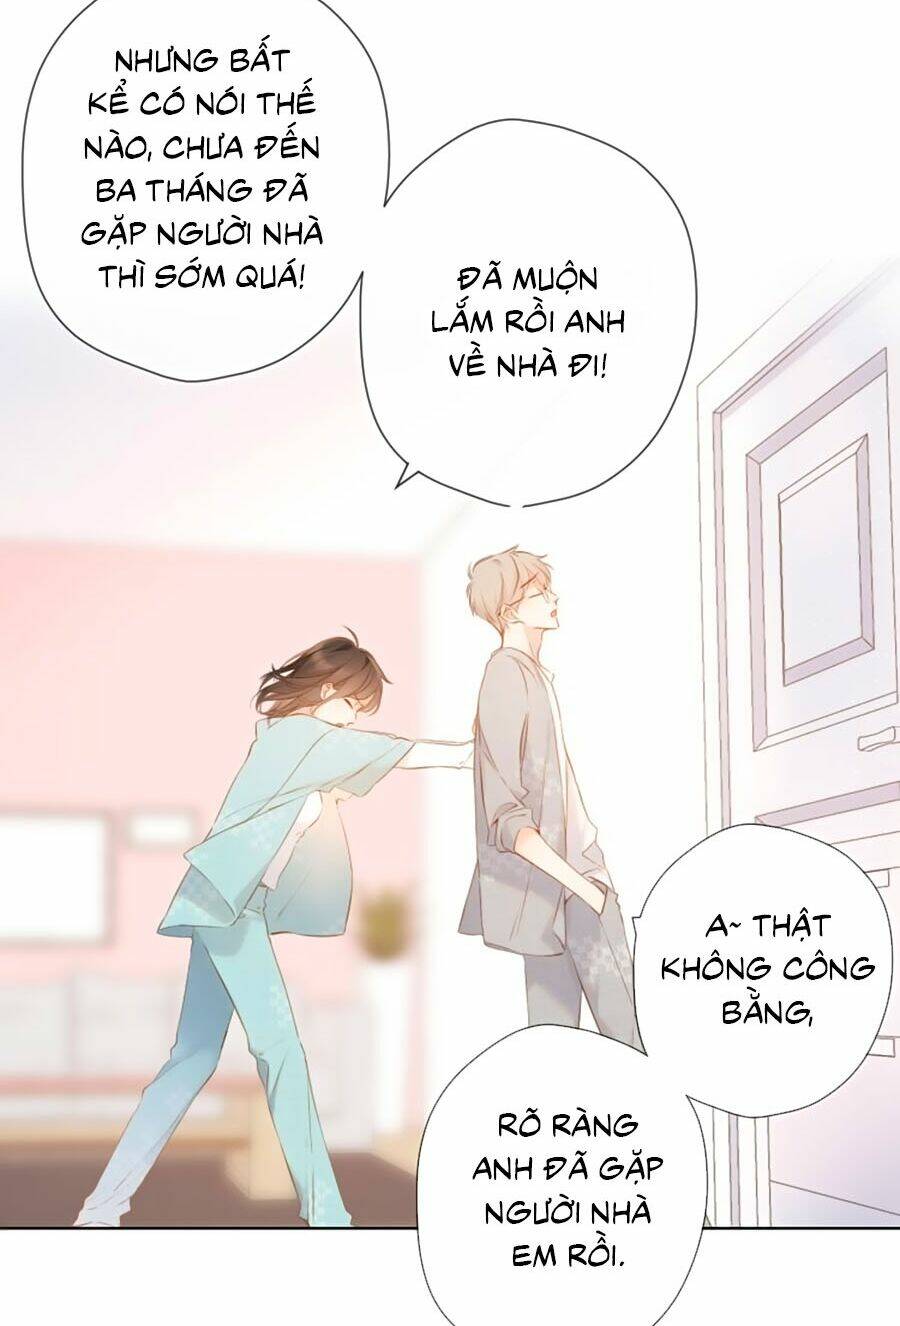 NHƯNG BẤT
KỂ CÓ NÓI THẾ
NÀO, CHƯA ĐẾN
BA THÁNG ĐÃ
GẶP NGƯỜI NHÀ
THÌ SỚM QUÁ!
ĐÃ MUỘN
LẮM RỒI ANH
VỀ NHÀ ĐI!
A~ THẬT
KHÔNG CÔNG
BẰNG,
RÕ RÀNG
ANH ĐÃ GẶP
NGƯỜI NHÀ
EM RỒI.